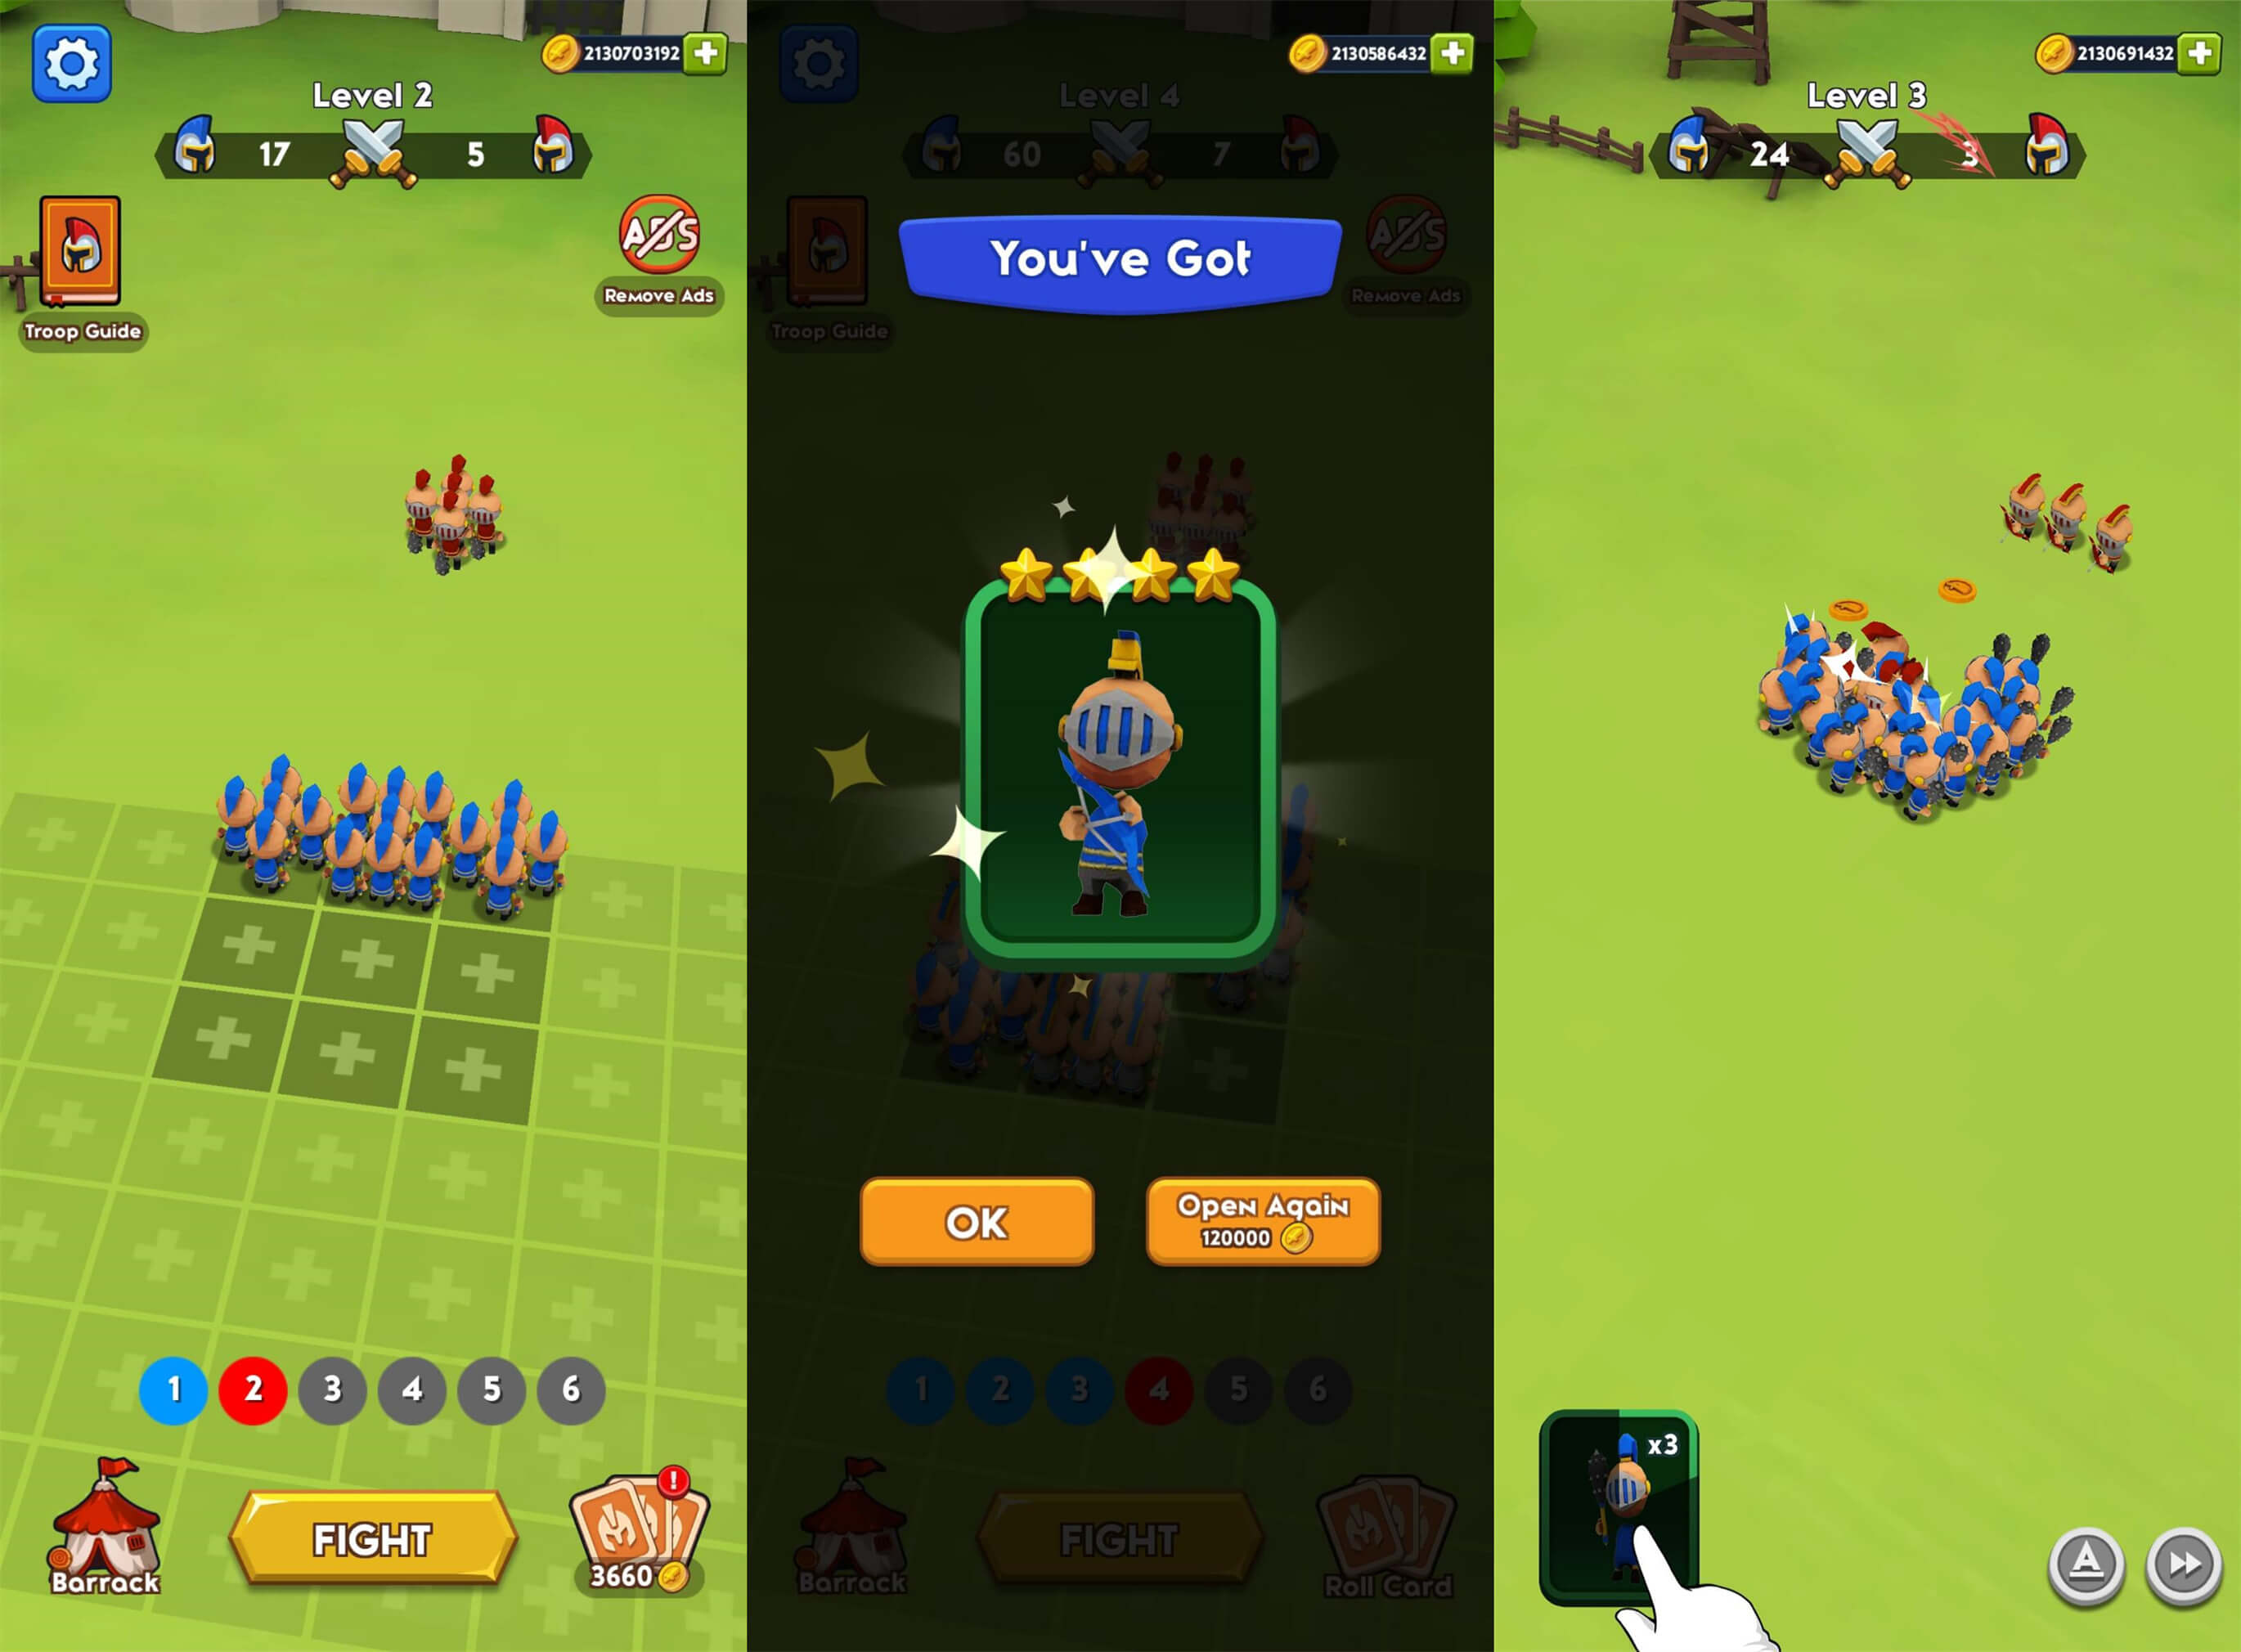 2130703192
Level 2
17
5
ADS
Remove Ads
Troop Guide
1
2
3
4
5
6
FIGHT
!
Barrack
3660
2130586432
Level 4
60
7
ADS
You've Got
Remove Ads
Troop Guide
OK
Open Again
120000
1
2
3
4
5
6
FIGHT
Barrack
Roll Card
2130691432
Level 3
24
3
x3
A